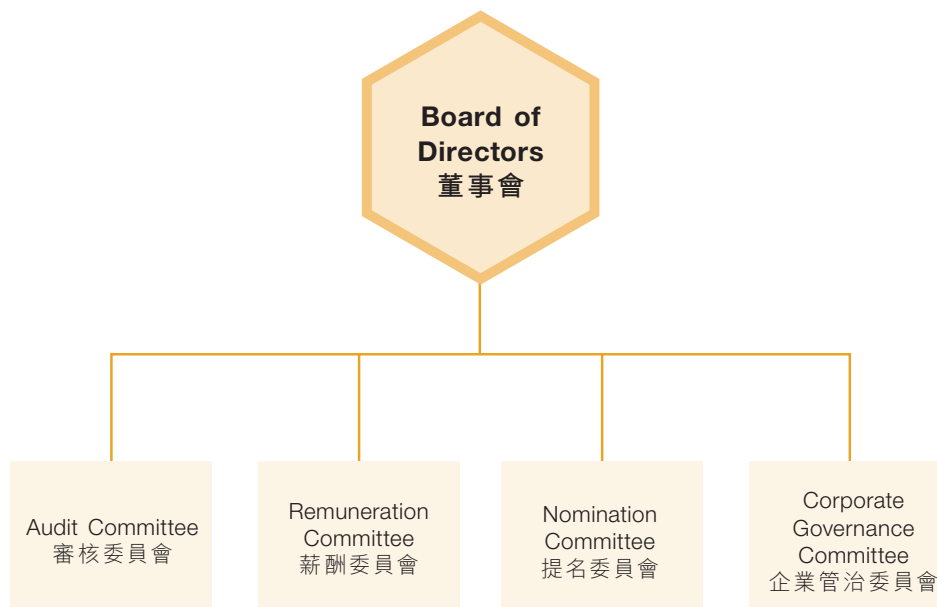 Board of
Directors
董事會
Audit Committee
審核委員會
Remuneration
Committee
薪酬委員會
Nomination
Committee
提名委員會
Corporate
Governance
Committee
企業管治委員會